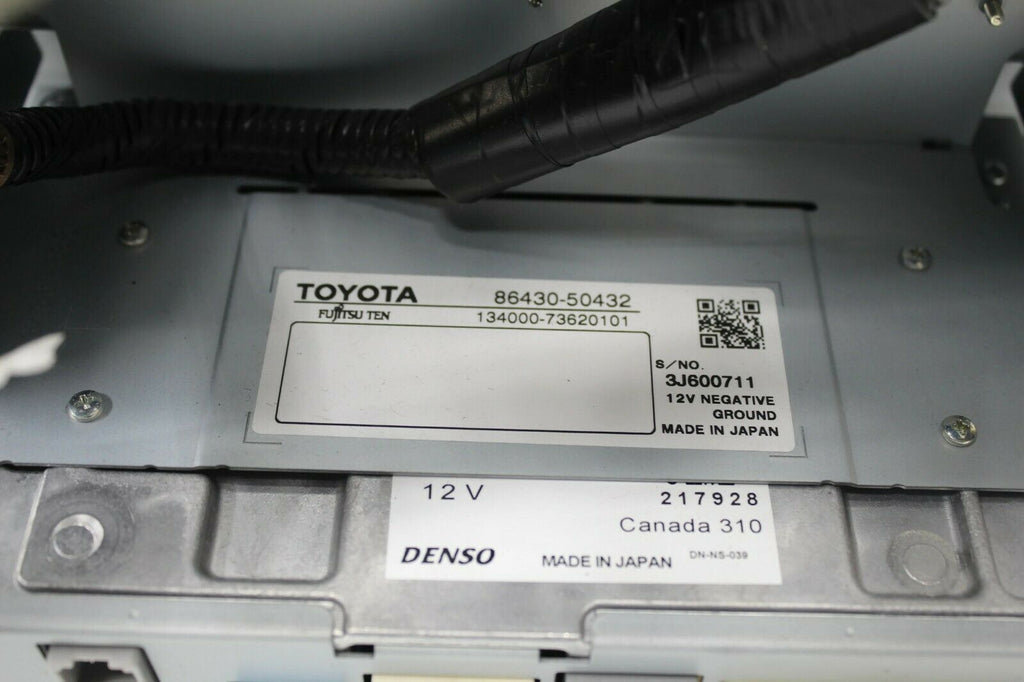 TOYOTA 86430-50432
FUJITSU TEN 134000-73620101
S/NO.
3J600711
12V NEGATIVE
GROUND
MADE IN JAPAN
12V
217928
Canada 310
DENSO MADE IN JAPAN DN-NS-039